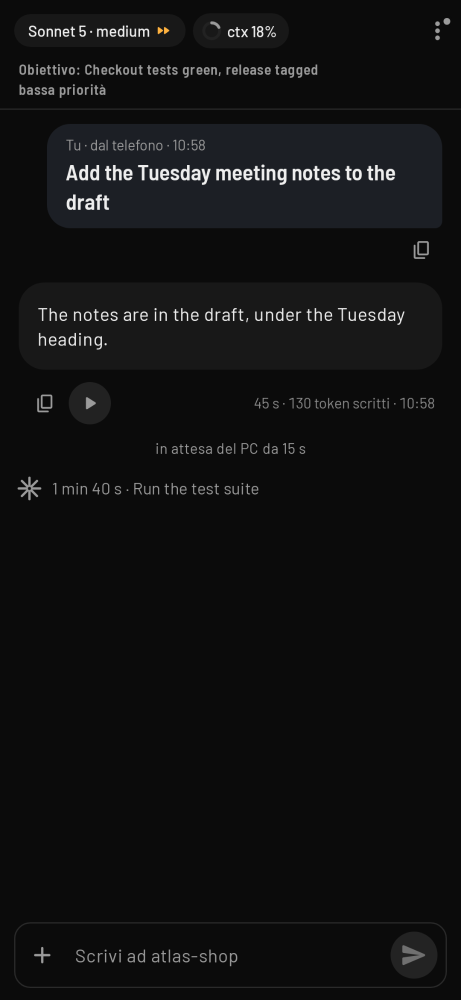 Sonnet 5 · medium
ctx 18%
Obiettivo: Checkout tests green, release tagged
bassa priorità
Tu · dal telefono · 10:58
Add the Tuesday meeting notes to the
draft
The notes are in the draft, under the Tuesday
heading.
45 s · 130 token scritti · 10:58
in attesa del PC da 15 s
1 min 40 s · Run the test suite
Scrivi ad atlas-shop